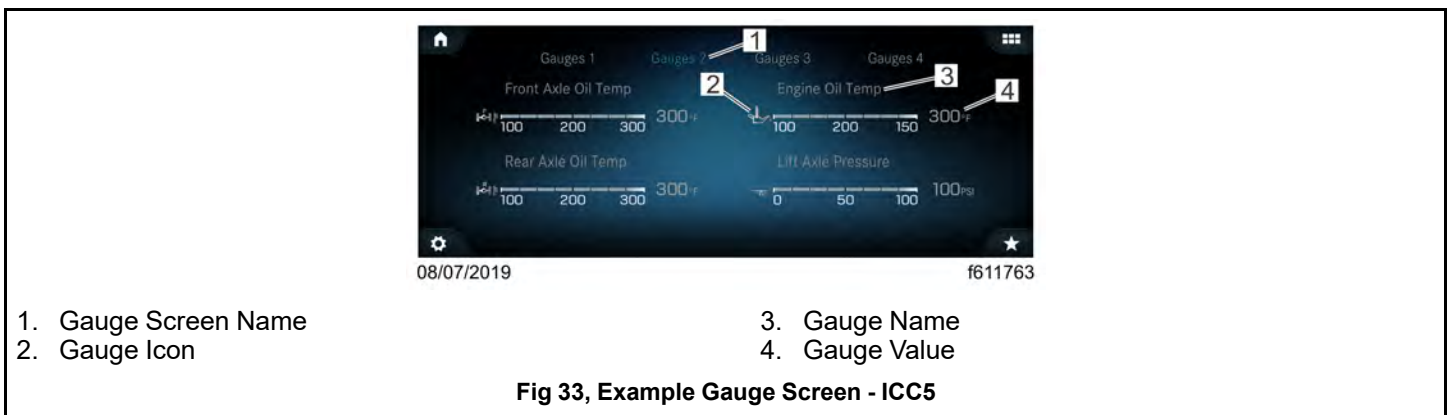 1
Gauges 1 Gauges 2 Gauges 3 Gauges 4
Front Axle Oil Temp 2 Engine Oil Temp 3 4
100 200 300 300°F 100 200 150 300°F
Rear Axle Oil Temp Lift Axle Pressure
100 200 300 300°F 0 50 100 100PSI
08/07/2019 f611763
1. Gauge Screen Name 3. Gauge Name
2. Gauge Icon 4. Gauge Value
Fig 33, Example Gauge Screen - ICC5